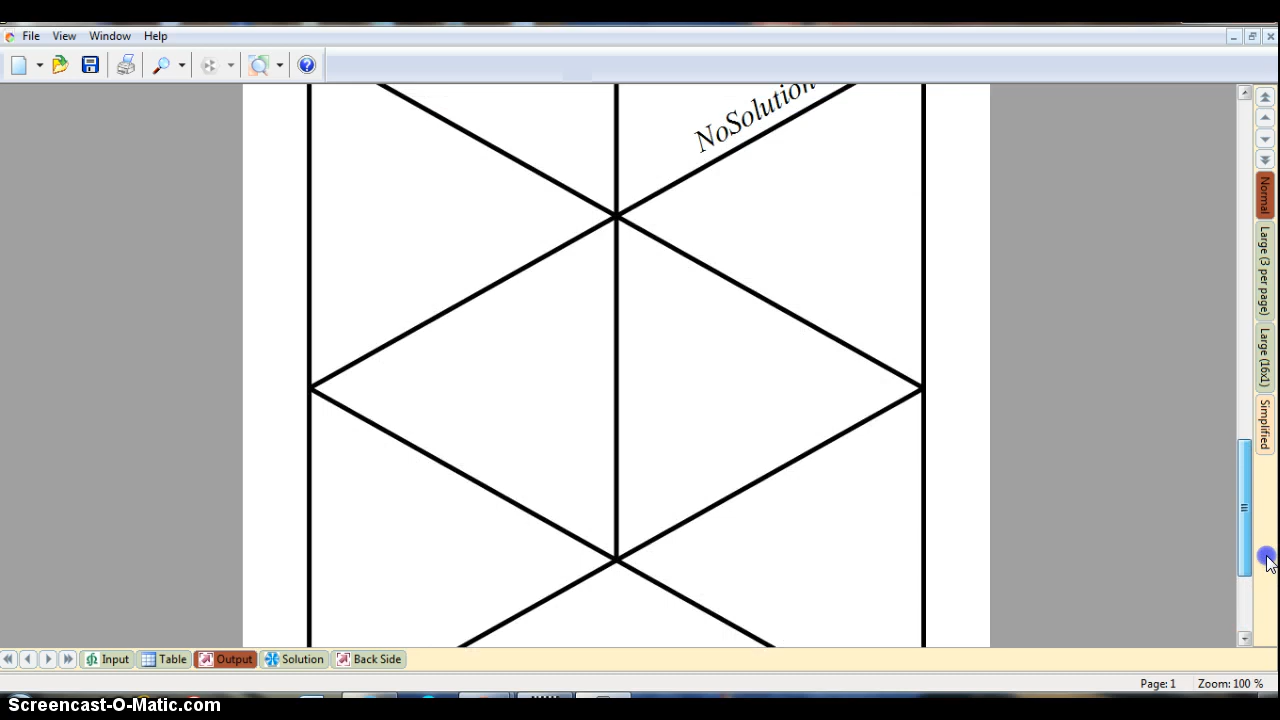 File View Window Help
NoSolution
Normal
Large (3 per page)
Large (16x1)
Simplified
Input Table Output Solution Back Side
Page:1 Zoom: 100 %
Screencast-O-Matic.com